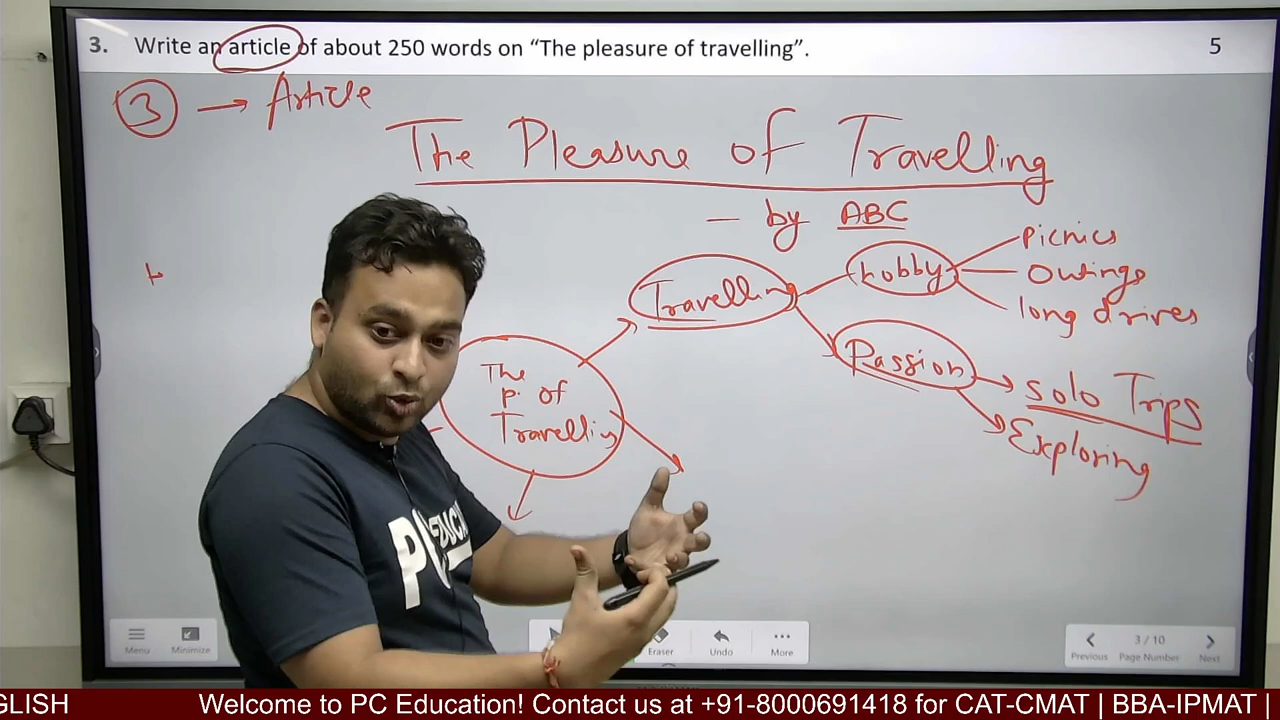 3. Write an article of about 250 words on “The pleasure of travelling”. 5
3 → Article
The Pleasure of Travelling
— by ABC
Travelling
hobby
Picnics
Outings
long drives
Passion
Solo Trips
Exploring
The
p. of
Travelling
Menu
Minimize
Eraser
Undo
More
Previous
3 / 10
Page Number
Next
GLISH Welcome to PC Education! Contact us at +91-8000691418 for CAT-CMAT | BBA-IPMAT |